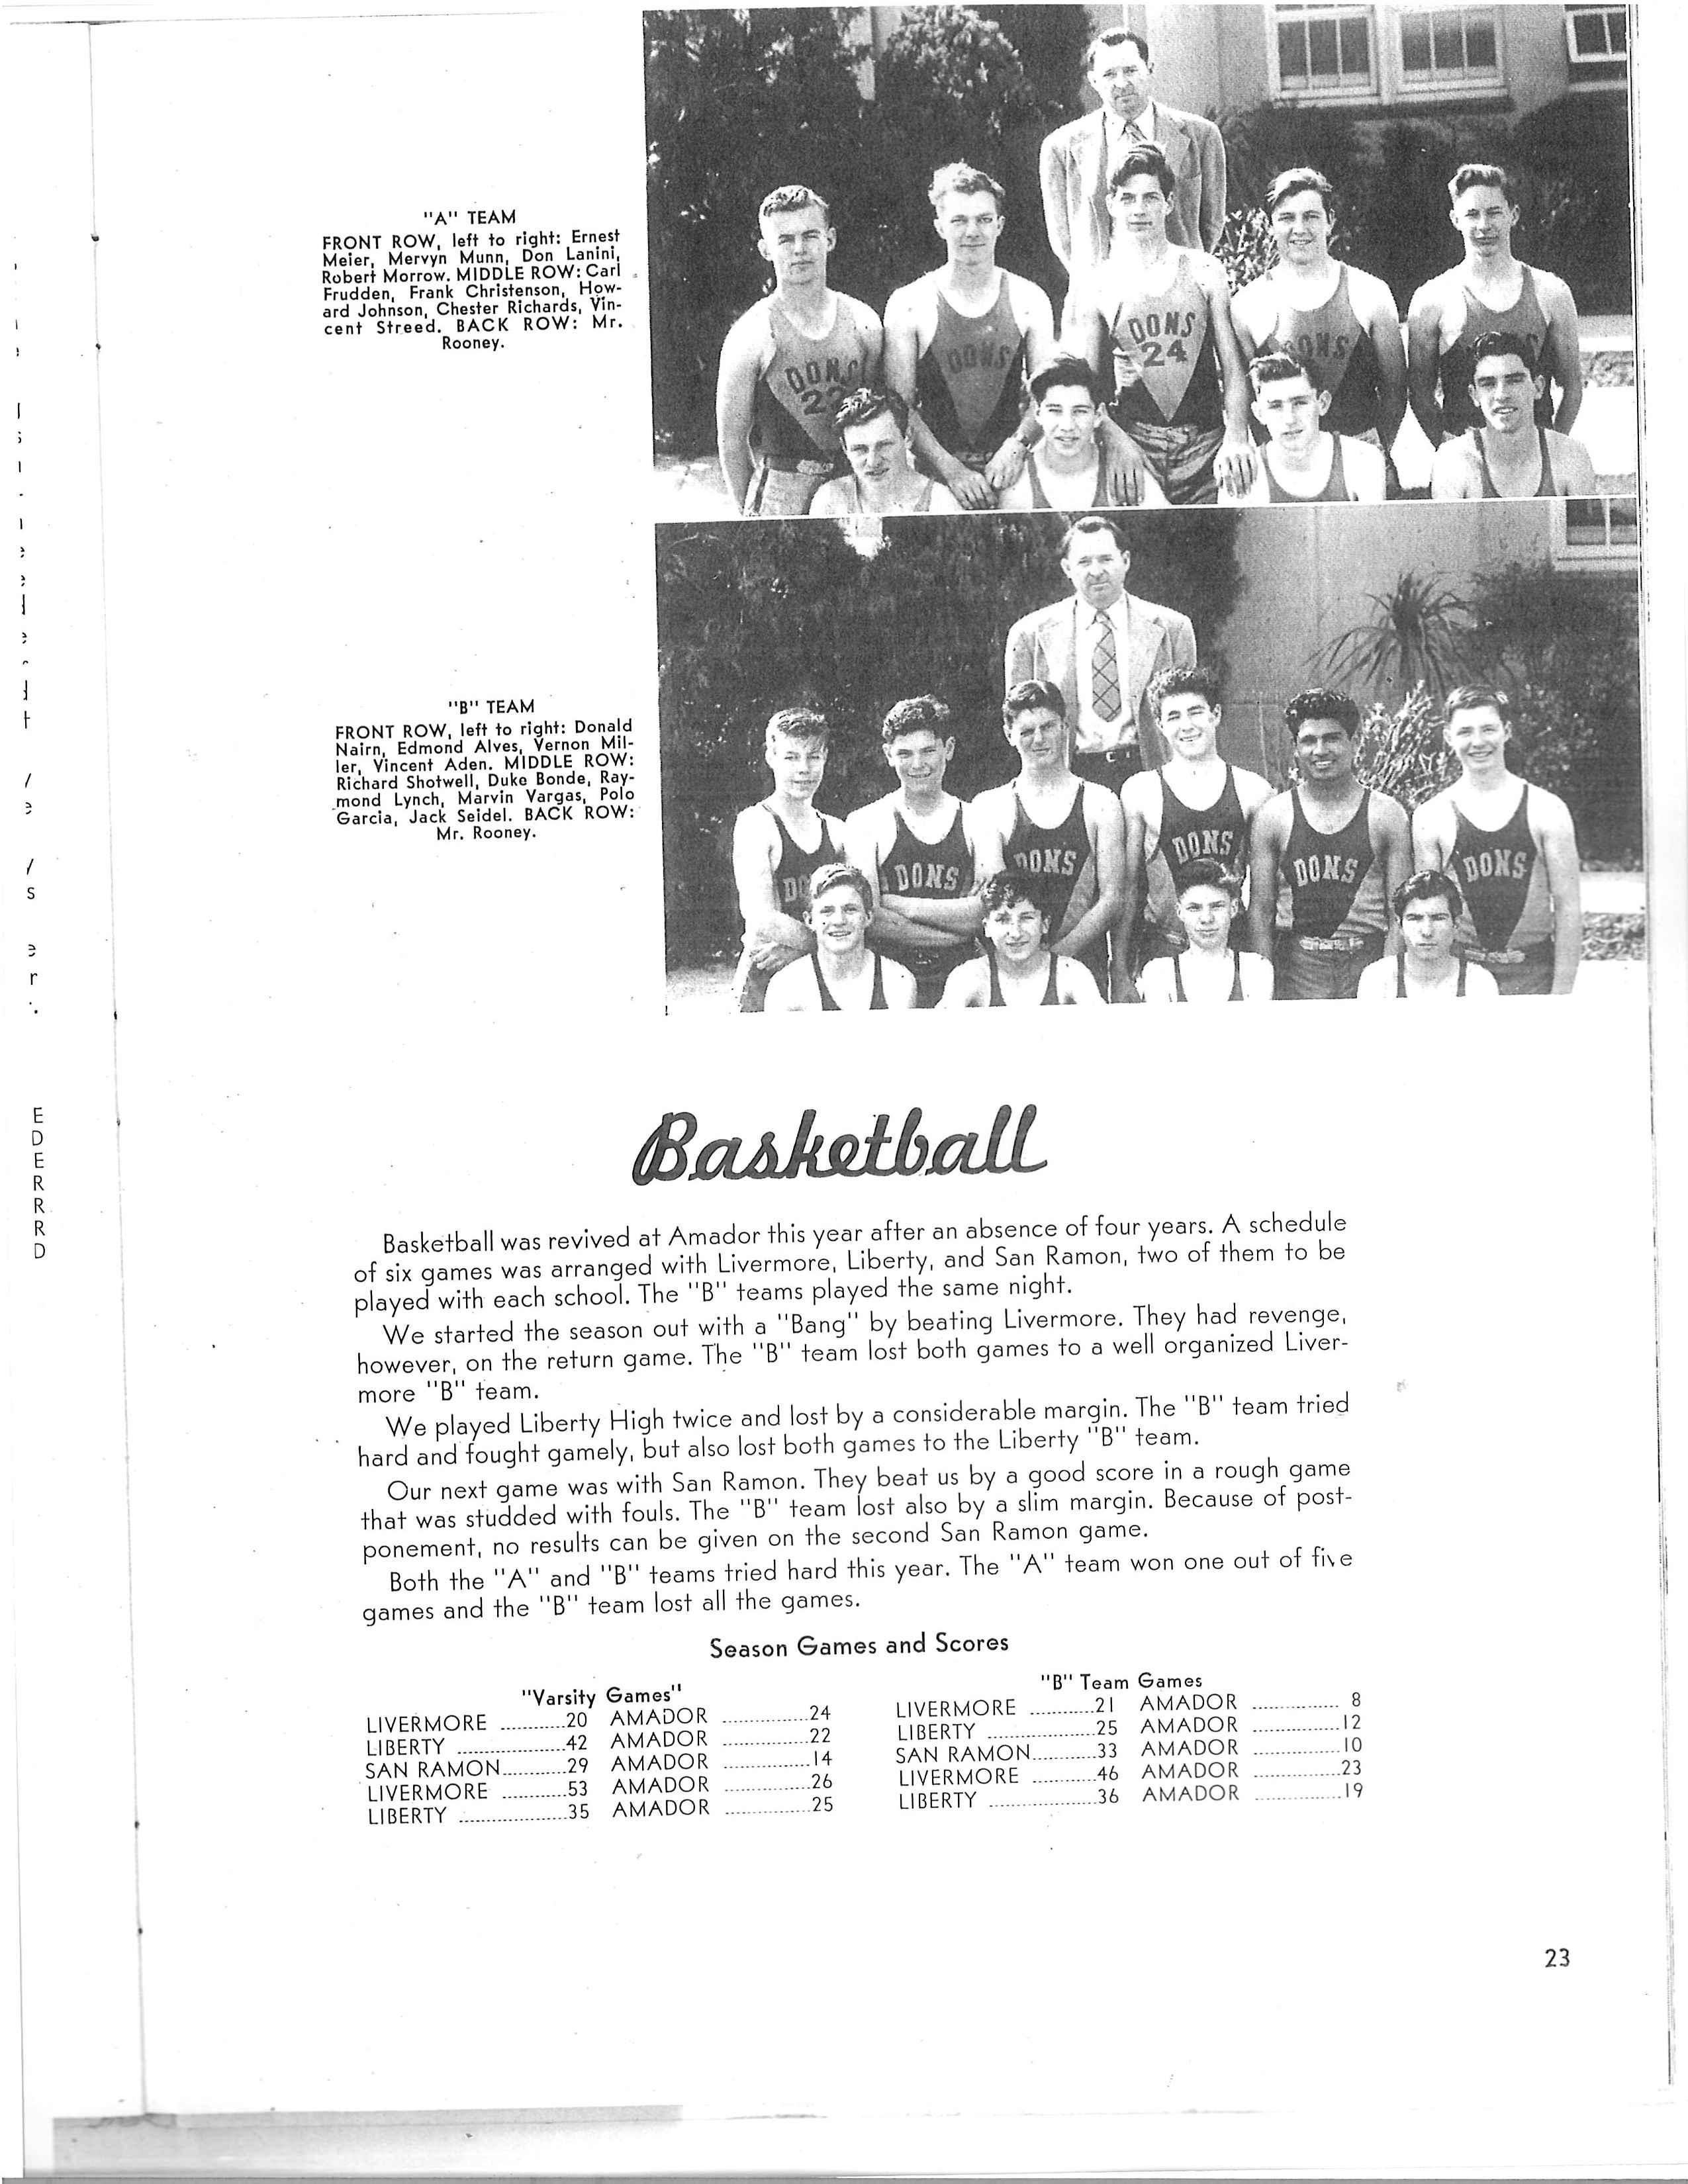 "A" TEAM
FRONT ROW, left to right: Ernest
Meier, Mervyn Munn, Don Lanini,
Robert Morrow. MIDDLE ROW: Carl
Frudden, Frank Christenson, How-
ard Johnson, Chester Richards, Vin-
cent Streed. BACK ROW: Mr.
Rooney.
DONS
22
DONS
DONS
24
DONS
"B" TEAM
FRONT ROW, left to right: Donald
Nairn, Edmond Alves, Vernon Mil-
ler, Vincent Aden. MIDDLE ROW:
Richard Shotwell, Duke Bonde, Ray-
mond Lynch, Marvin Vargas, Polo
Garcia, Jack Seidel. BACK ROW:
Mr. Rooney.
DO
DONS
DONS
DONS
DONS
DONS
E
D
E
R
R
R
D
Basketball
Basketball was revived at Amador this year after an absence of four years. A schedule
of six games was arranged with Livermore, Liberty, and San Ramon, two of them to be
played with each school. The "B" teams played the same night.
We started the season out with a "Bang" by beating Livermore. They had revenge,
however, on the return game. The "B" team lost both games to a well organized Liver-
more "B" team.
We played Liberty High twice and lost by a considerable margin. The "B" team tried
hard and fought gamely, but also lost both games to the Liberty "B" team.
Our next game was with San Ramon. They beat us by a good score in a rough game
that was studded with fouls. The "B" team lost also by a slim margin. Because of post-
ponement, no results can be given on the second San Ramon game.
Both the "A" and "B" teams tried hard this year. The "A" team won one out of five
games and the "B" team lost all the games.
Season Games and Scores
"Varsity Games"
LIVERMORE ...........20 AMADOR ...............24
LIBERTY ...................42 AMADOR ...............22
SAN RAMON...........29 AMADOR ...............14
LIVERMORE ...........53 AMADOR ...............26
LIBERTY ...................35 AMADOR ...............25
"B" Team Games
LIVERMORE ...........21 AMADOR ............... 8
LIBERTY ...................25 AMADOR ...............12
SAN RAMON...........33 AMADOR ...............10
LIVERMORE ...........46 AMADOR ...............23
LIBERTY ...................36 AMADOR ...............19
23